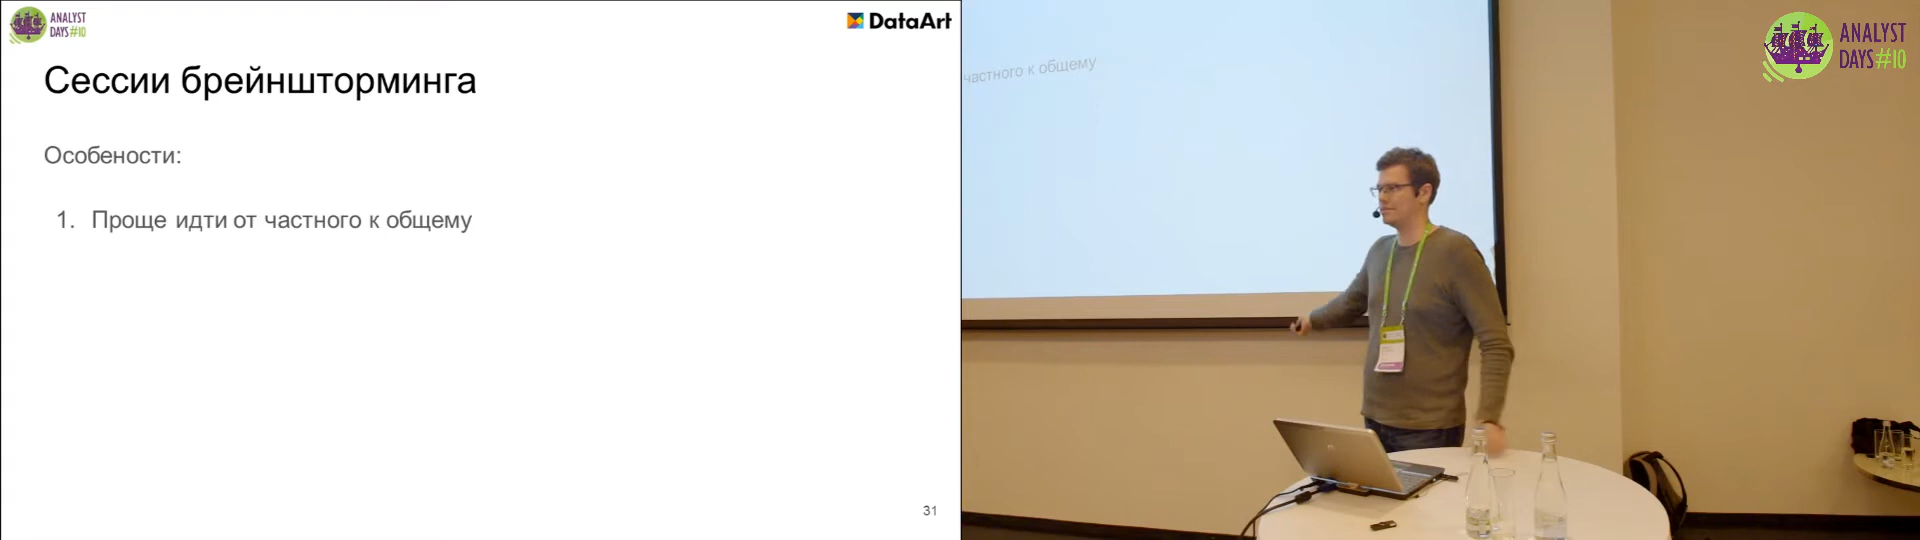 ANALYST
DAYS#10
DataArt
Сессии брейншторминга
Особености:
1. Проще идти от частного к общему
31
частного к общему
ANALYST
DAYS#10